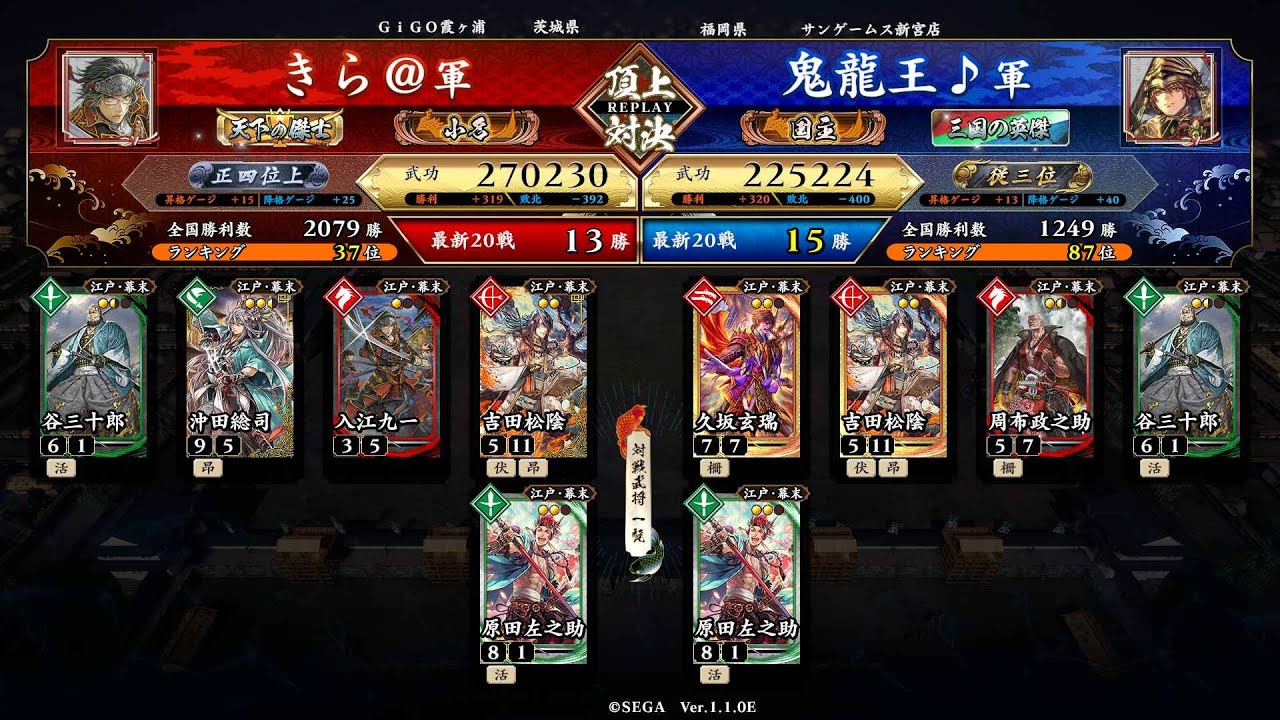 GiGO霞ヶ浦 茨城県
福岡県 サンゲームス新宮店
きら@軍
頂上
REPLAY
対決
鬼龍王♪軍
天下の傑士 小名
国主 三国の英傑
正四位上
武功 270230
武功 225224
従三位
昇格ゲージ +15 降格ゲージ +25
勝利 +319 敗北 -392
勝利 +320 敗北 -400
昇格ゲージ +13 降格ゲージ +40
全国勝利数 2079 勝
ランキング 37位
最新20戦 13 勝
最新20戦 15 勝
全国勝利数 1249 勝
ランキング 87位
江戸・幕末
谷三十郎
6 1
活
江戸・幕末
沖田総司
9 5
昂
江戸・幕末
入江九一
3 5
江戸・幕末
吉田松陰
5 11
伏 昂
江戸・幕末
久坂玄瑞
7 7
柵
江戸・幕末
吉田松陰
5 11
伏 昂
江戸・幕末
周布政之助
5 7
柵
江戸・幕末
谷三十郎
6 1
活
対戦武将一覧
江戸・幕末
原田左之助
8 1
活
江戸・幕末
原田左之助
8 1
活
©SEGA Ver.1.1.0E